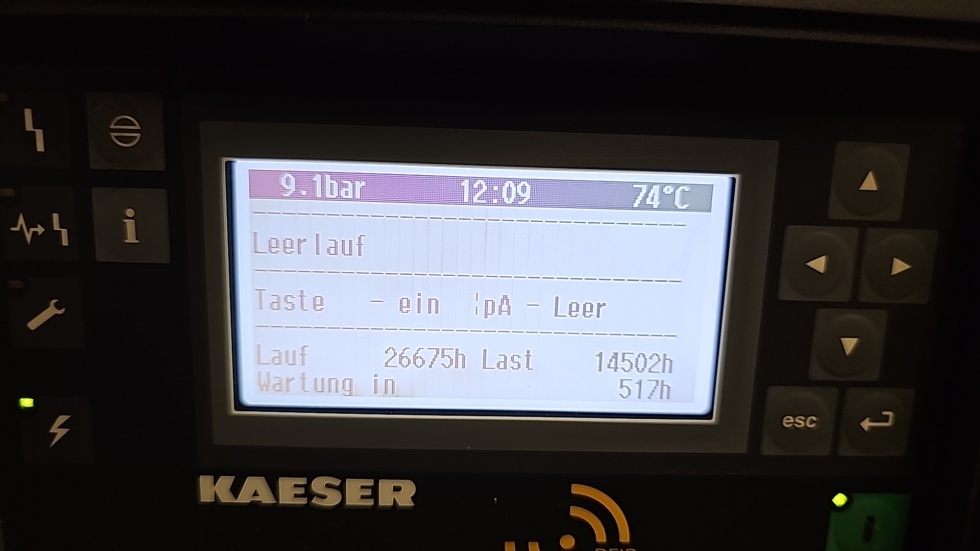 9.1bar 12:09 74°C
Leerlauf
Taste - ein ¦pA - Leer
Lauf 26675h Last 14502h
Wartung in 517h
i
esc
KAESER
RFID